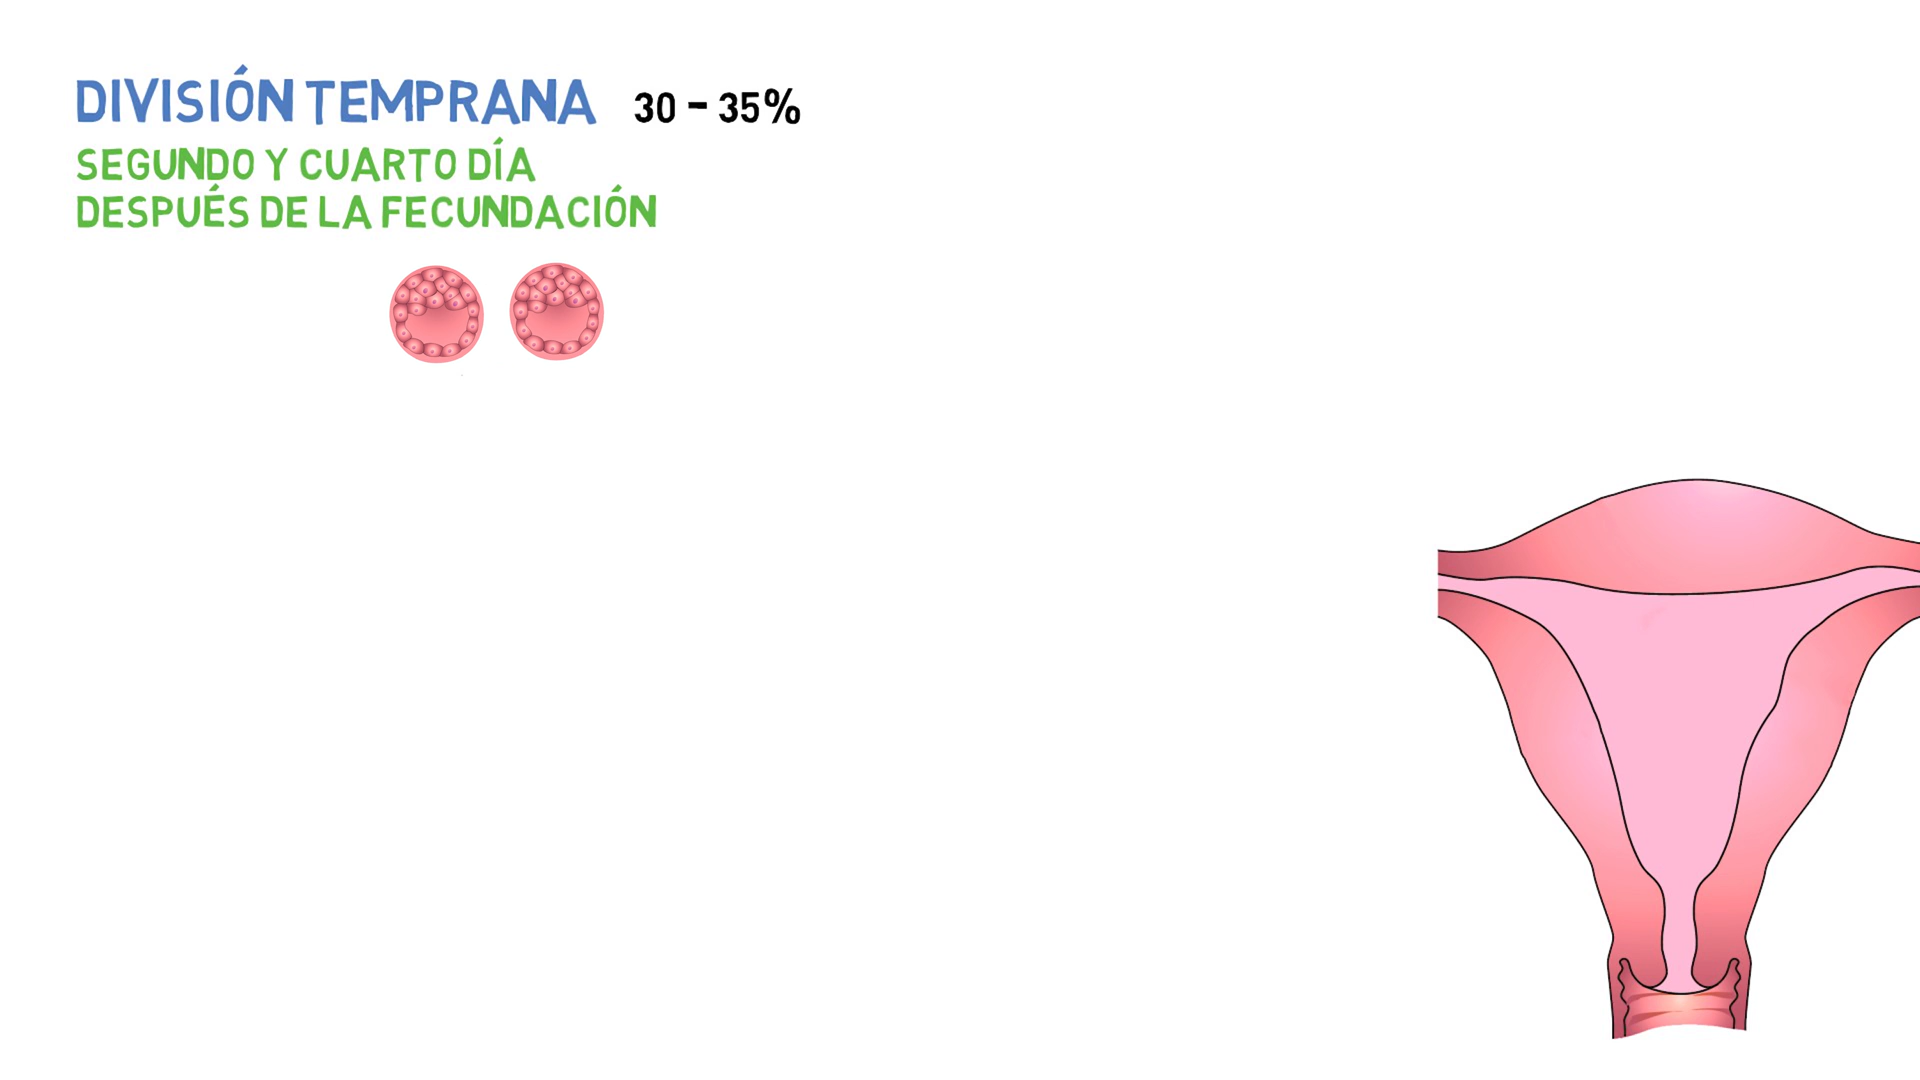 DIVISIÓN TEMPRANA 30 - 35%
SEGUNDO Y CUARTO DÍA
DESPUÉS DE LA FECUNDACIÓN